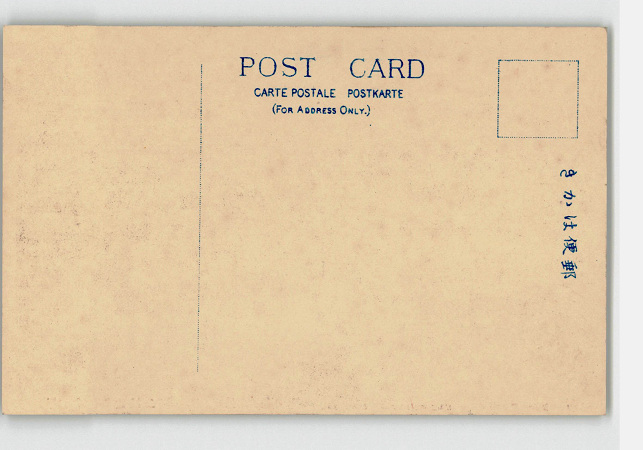 POST CARD
CARTE POSTALE POSTKARTE
(FOR ADDRESS ONLY.)
きかは便郵